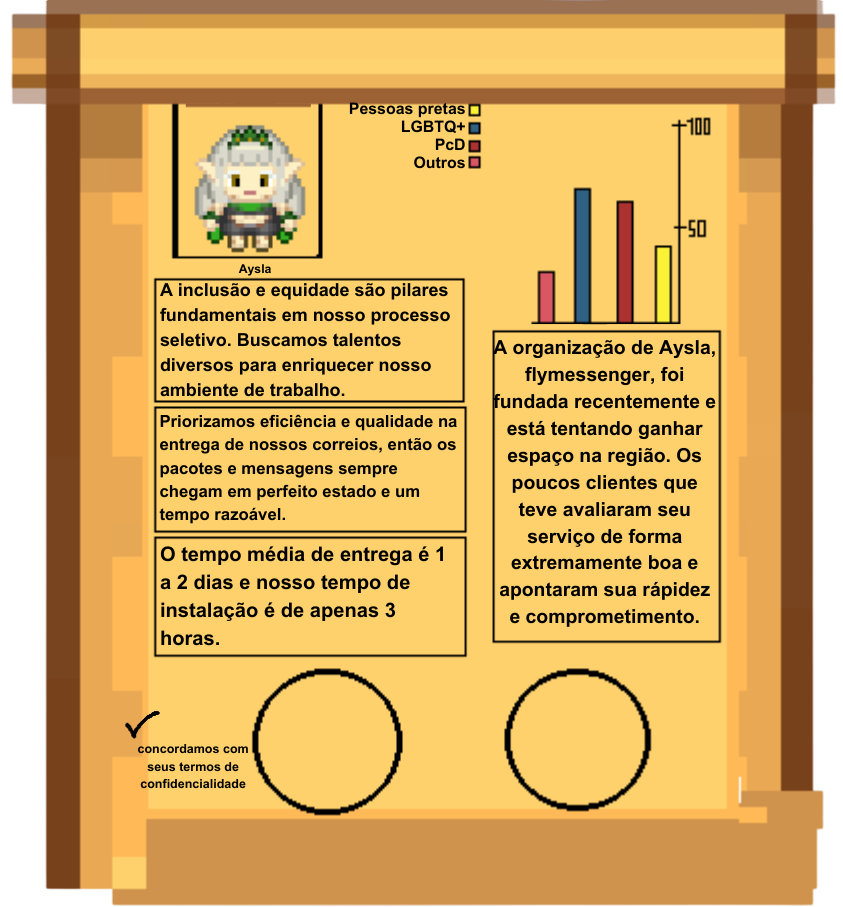 Pessoas pretas
LGBTQ+
PcD
Outros
100
50
Aysla
A inclusão e equidade são pilares
fundamentais em nosso processo
seletivo. Buscamos talentos
diversos para enriquecer nosso
ambiente de trabalho.
Priorizamos eficiência e qualidade na
entrega de nossos correios, então os
pacotes e mensagens sempre
chegam em perfeito estado e um
tempo razoável.
O tempo média de entrega é 1
a 2 dias e nosso tempo de
instalação é de apenas 3
horas.
A organização de Aysla,
flymessenger, foi
fundada recentemente e
está tentando ganhar
espaço na região. Os
poucos clientes que
teve avaliaram seu
serviço de forma
extremamente boa e
apontaram sua rápidez
e comprometimento.
concordamos com
seus termos de
confidencialidade